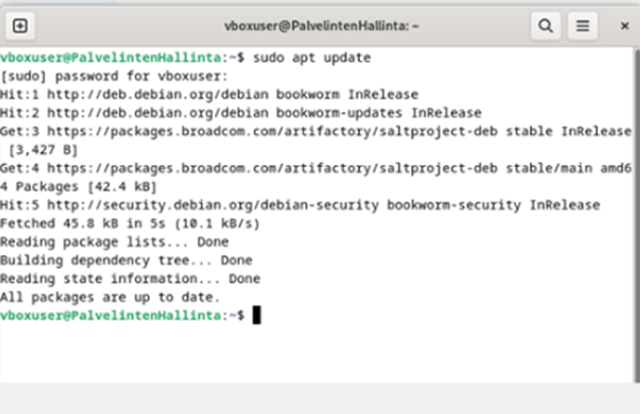 vboxuser@PalvelintenHallinta: ~
vboxuser@PalvelintenHallinta:~$ sudo apt update
[sudo] password for vboxuser:
Hit:1 http://deb.debian.org/debian bookworm InRelease
Hit:2 http://deb.debian.org/debian bookworm-updates InRelease
Get:3 https://packages.broadcom.com/artifactory/saltproject-deb stable InRelease
 [3,427 B]
Get:4 https://packages.broadcom.com/artifactory/saltproject-deb stable/main amd6
4 Packages [42.4 kB]
Hit:5 http://security.debian.org/debian-security bookworm-security InRelease
Fetched 45.8 kB in 5s (10.1 kB/s)
Reading package lists... Done
Building dependency tree... Done
Reading state information... Done
All packages are up to date.
vboxuser@PalvelintenHallinta:~$